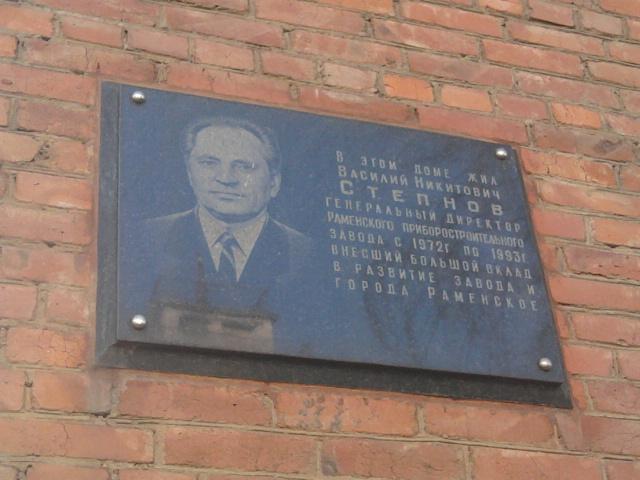 В этом доме жил
Василий Никитович
Степнов
генеральный директор
Раменского приборостроительного
завода с 1972г по 1993г
внесший большой вклад
в развитие завода и
города Раменское